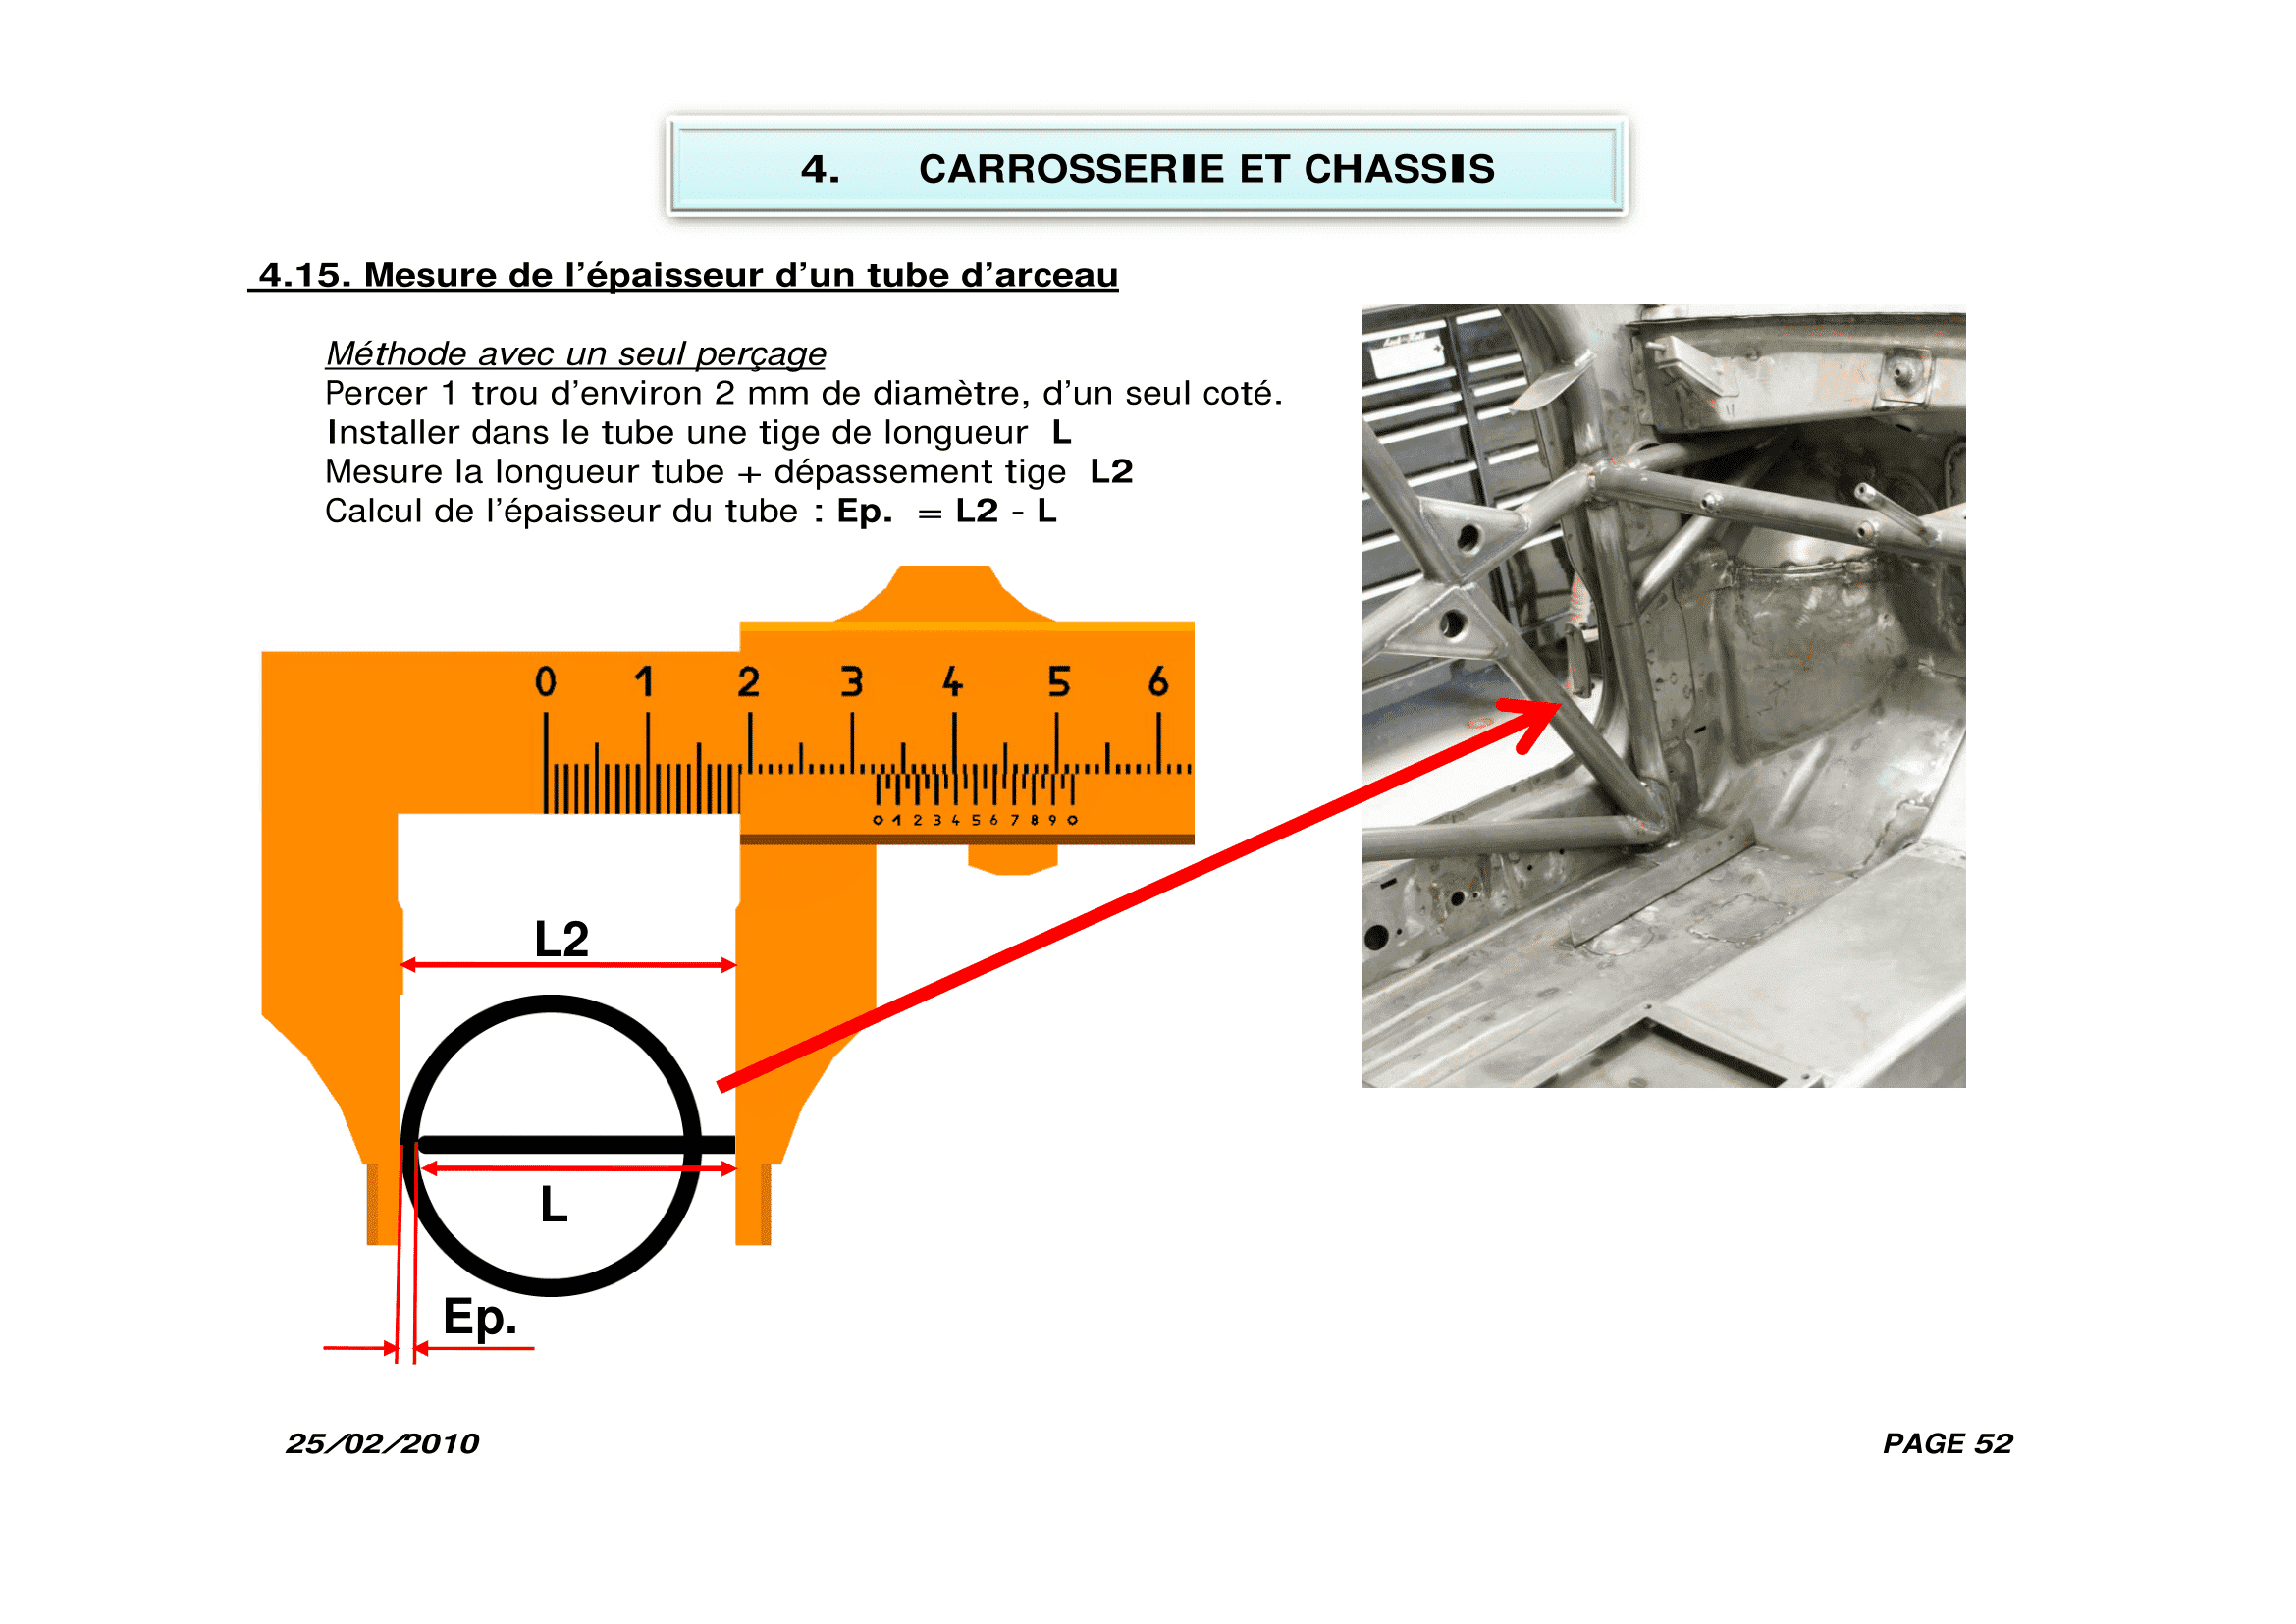 4. CARROSSERIE ET CHASSIS
4.15. Mesure de l’épaisseur d’un tube d’arceau
Méthode avec un seul perçage
Percer 1 trou d’environ 2 mm de diamètre, d’un seul coté.
Installer dans le tube une tige de longueur L
Mesure la longueur tube + dépassement tige L2
Calcul de l’épaisseur du tube : Ep. = L2 - L
0 1 2 3 4 5 6
0 1 2 3 4 5 6 7 8 9 0
L2
L
Ep.
25/02/2010
PAGE 52